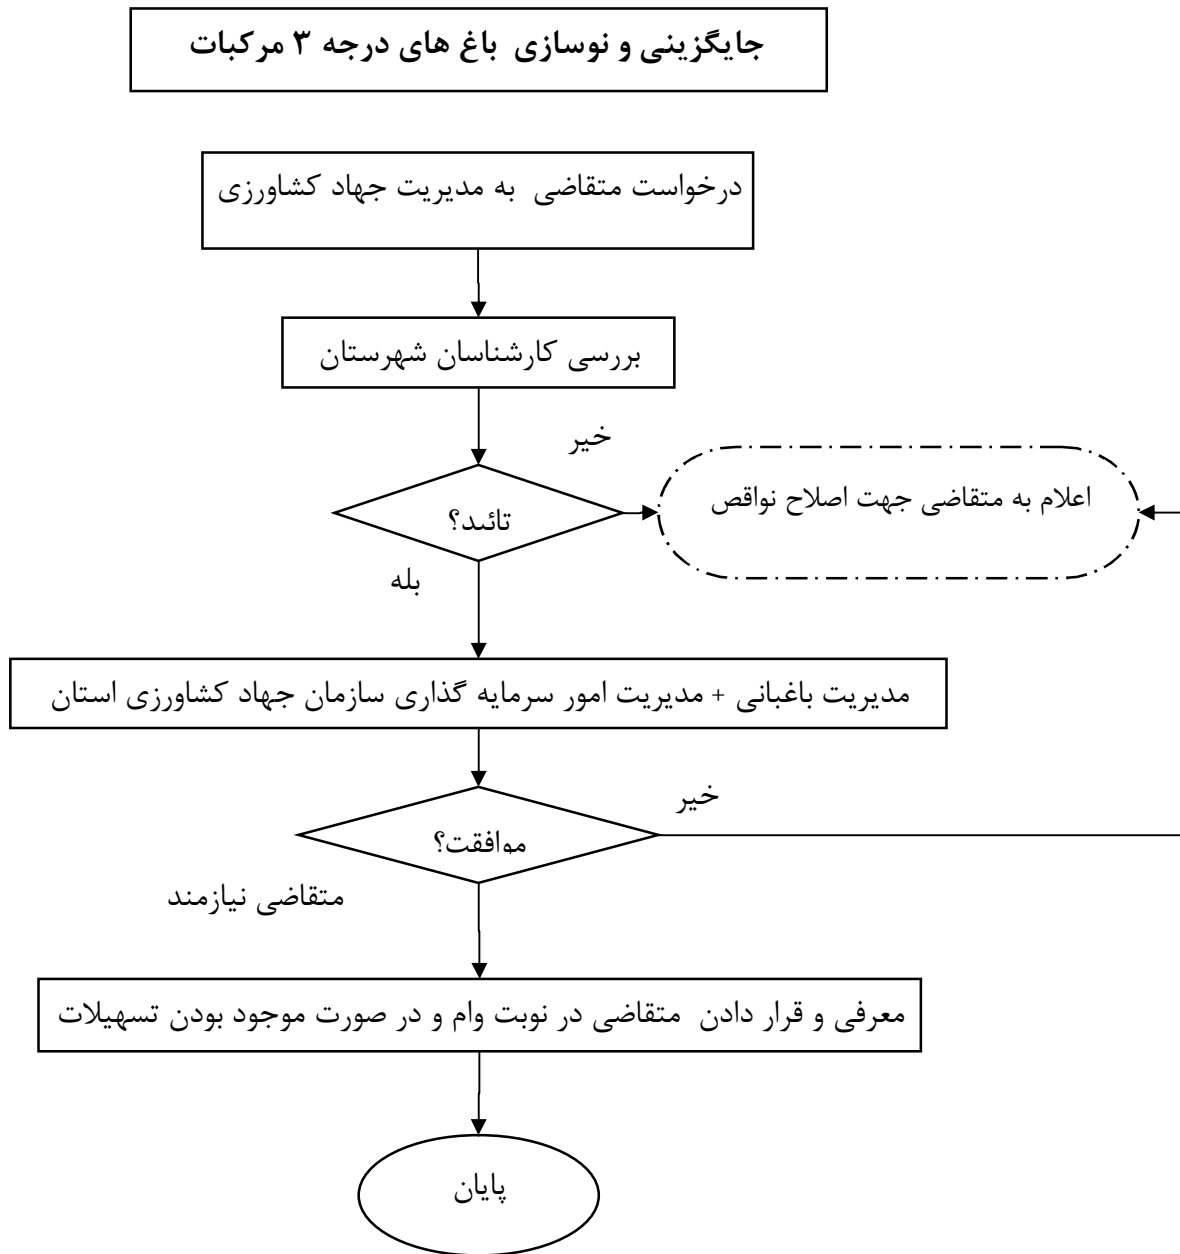 جایگزینی و نوسازی باغ های درجه ۳ مرکبات
درخواست متقاضی به مدیریت جهاد کشاورزی
بررسی کارشناسان شهرستان
خیر
تائید؟
اعلام به متقاضی جهت اصلاح نواقص
بله
مدیریت باغبانی + مدیریت امور سرمایه گذاری سازمان جهاد کشاورزی استان
خیر
موافقت؟
متقاضی نیازمند
معرفی و قرار دادن متقاضی در نوبت وام و در صورت موجود بودن تسهیلات
پایان